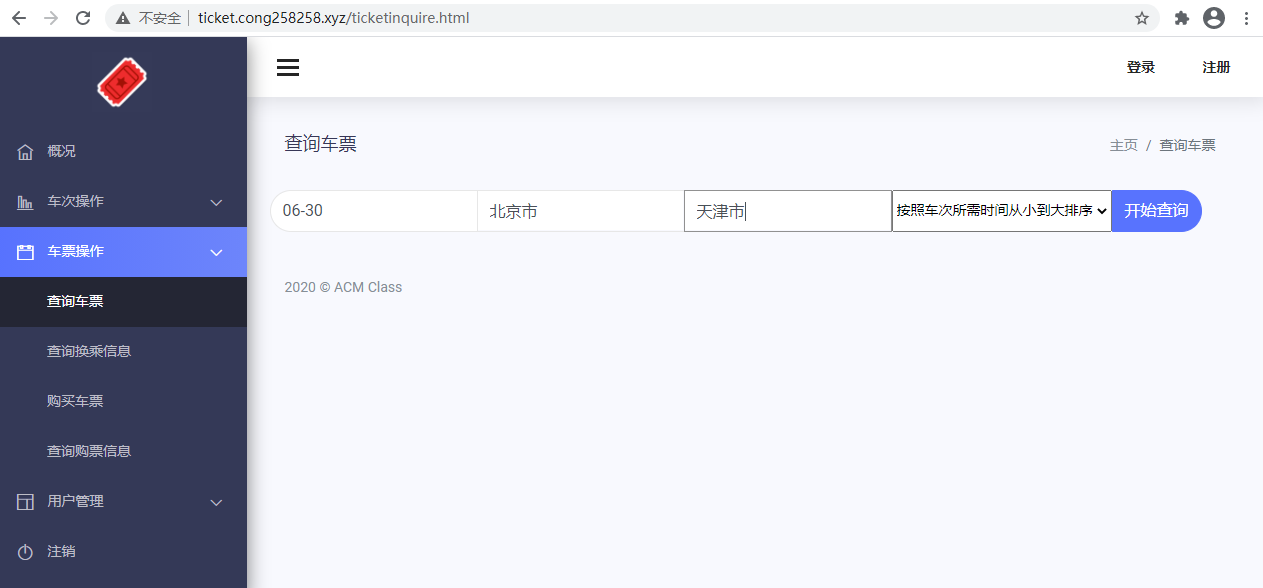 不安全 ticket.cong258258.xyz/ticketinquire.html
登录 注册
概况
车次操作
车票操作
查询车票
查询换乘信息
购买车票
查询购票信息
用户管理
注销
查询车票
主页 / 查询车票
06-30 北京市 天津市 按照车次所需时间从小到大排序 开始查询
2020 © ACM Class